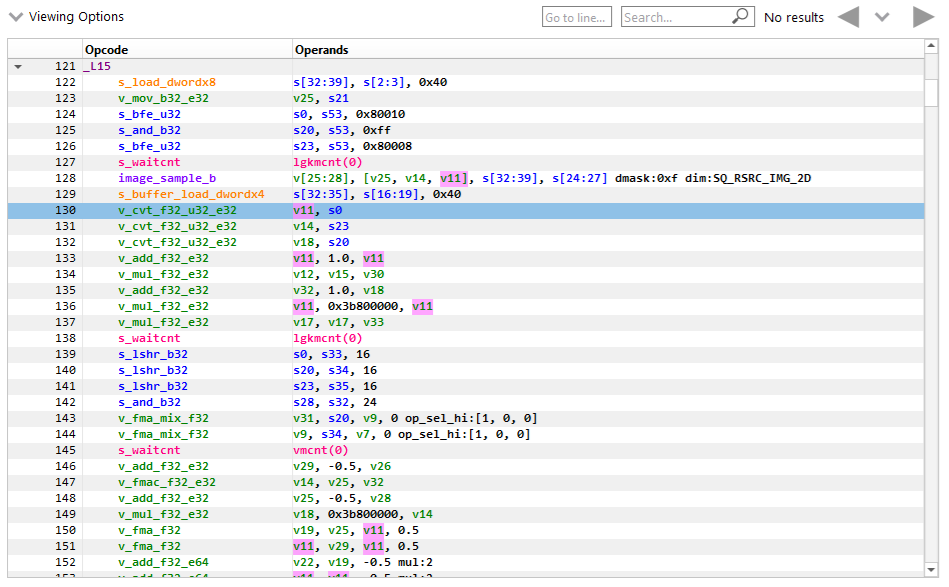 Viewing Options Go to line... Search... No results
Opcode Operands
121 _L15
122 s_load_dwordx8 s[32:39], s[2:3], 0x40
123 v_mov_b32_e32 v25, s21
124 s_bfe_u32 s0, s53, 0x80010
125 s_and_b32 s20, s53, 0xff
126 s_bfe_u32 s23, s53, 0x80008
127 s_waitcnt lgkmcnt(0)
128 image_sample_b v[25:28], [v25, v14, v11], s[32:39], s[24:27] dmask:0xf dim:SQ_RSRC_IMG_2D
129 s_buffer_load_dwordx4 s[32:35], s[16:19], 0x40
130 v_cvt_f32_u32_e32 v11, s0
131 v_cvt_f32_u32_e32 v14, s23
132 v_cvt_f32_u32_e32 v18, s20
133 v_add_f32_e32 v11, 1.0, v11
134 v_mul_f32_e32 v12, v15, v30
135 v_add_f32_e32 v32, 1.0, v18
136 v_mul_f32_e32 v11, 0x3b800000, v11
137 v_mul_f32_e32 v17, v17, v33
138 s_waitcnt lgkmcnt(0)
139 s_lshr_b32 s0, s33, 16
140 s_lshr_b32 s20, s34, 16
141 s_lshr_b32 s23, s35, 16
142 s_and_b32 s28, s32, 24
143 v_fma_mix_f32 v31, s20, v9, 0 op_sel_hi:[1, 0, 0]
144 v_fma_mix_f32 v9, s34, v7, 0 op_sel_hi:[1, 0, 0]
145 s_waitcnt vmcnt(0)
146 v_add_f32_e32 v29, -0.5, v26
147 v_fmac_f32_e32 v14, v25, v32
148 v_add_f32_e32 v25, -0.5, v28
149 v_mul_f32_e32 v18, 0x3b800000, v14
150 v_fma_f32 v19, v25, v11, 0.5
151 v_fma_f32 v11, v29, v11, 0.5
152 v_add_f32_e64 v22, v19, -0.5 mul:2